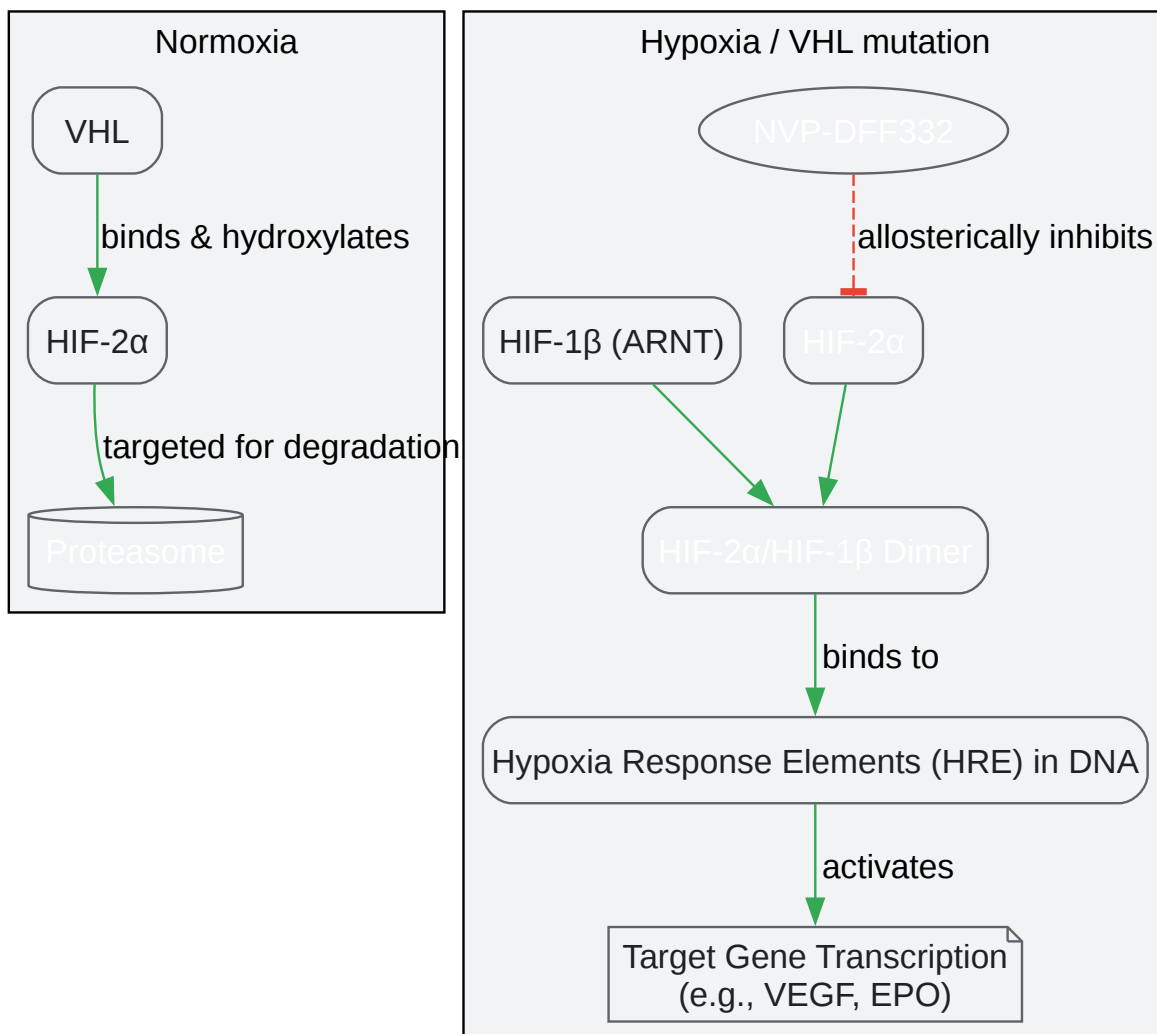 Normoxia
VHL
binds & hydroxylates
HIF-2α
targeted for degradation
Proteasome
Hypoxia / VHL mutation
NVP-DFF332
allosterically inhibits
HIF-1β (ARNT)
HIF-2α
HIF-2α/HIF-1β Dimer
binds to
Hypoxia Response Elements (HRE) in DNA
activates
Target Gene Transcription
(e.g., VEGF, EPO)